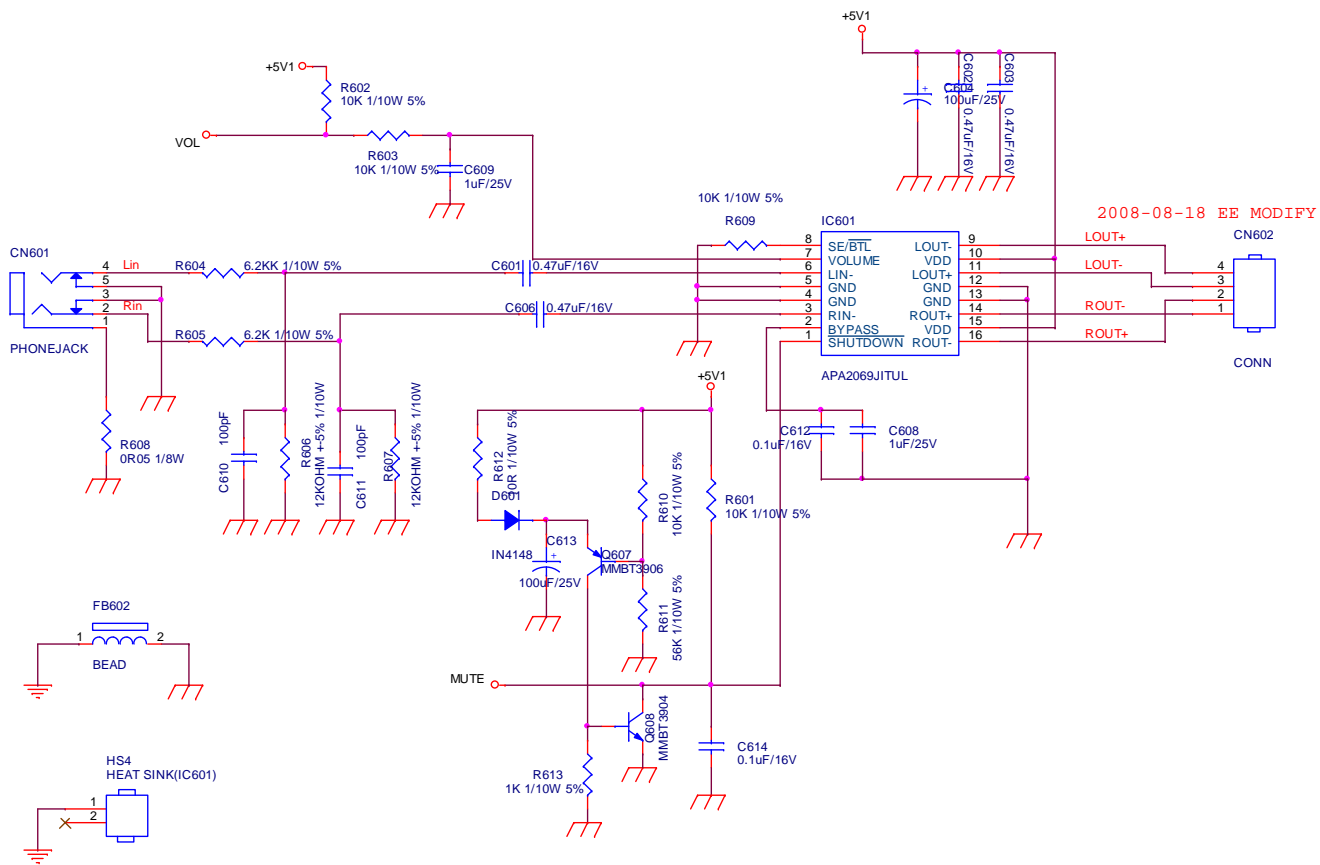 +5V1
+5V1
R602
10K 1/10W 5%
VOL
R603
10K 1/10W 5%
C609
1uF/25V
C604
100uF/25V
C602
0.47uF/16V
C603
0.47uF/16V
10K 1/10W 5%
R609
2008-08-18 EE MODIFY
CN601
4
5
3
2
1
Lin
Rin
PHONEJACK
R604
6.2KK 1/10W 5%
R605
6.2K 1/10W 5%
C601
0.47uF/16V
C606
0.47uF/16V
IC601
8
7
6
5
4
3
2
1
SE/BTL
VOLUME
LIN-
GND
GND
RIN-
BYPASS
SHUTDOWN
LOUT-
VDD
LOUT+
GND
GND
ROUT+
VDD
ROUT-
9
10
11
12
13
14
15
16
APA2069JITUL
LOUT+
LOUT-
ROUT-
ROUT+
CN602
4
3
2
1
CONN
R608
0R05 1/8W
C610
100pF
R606
12KOHM +-5% 1/10W
C611
100pF
R607
12KOHM +-5% 1/10W
+5V1
R612
10R 1/10W 5%
D601
IN4148
C613
100uF/25V
Q607
MMBT3906
R610
10K 1/10W 5%
R611
56K 1/10W 5%
R601
10K 1/10W 5%
C612
0.1uF/16V
C608
1uF/25V
FB602
1
2
BEAD
MUTE
Q608
MMBT3904
C614
0.1uF/16V
R613
1K 1/10W 5%
HS4
HEAT SINK(IC601)
1
2